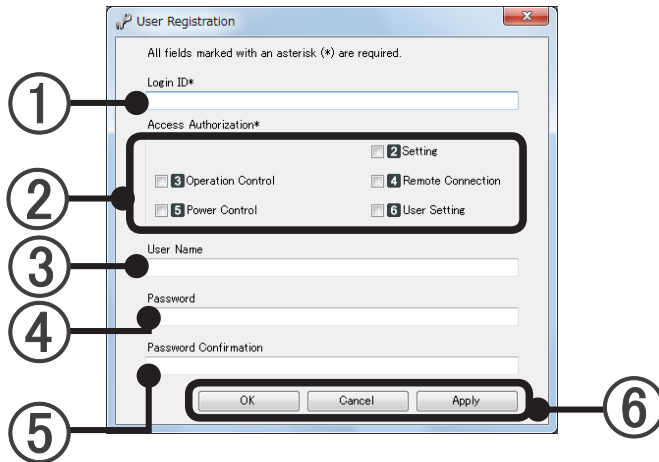 User Registration
All fields marked with an asterisk (*) are required.
Login ID*
1
Access Authorization*
2 Setting
3 Operation Control
4 Remote Connection
2
5 Power Control
6 User Setting
User Name
3
Password
4
Password Confirmation
OK Cancel Apply
6
5